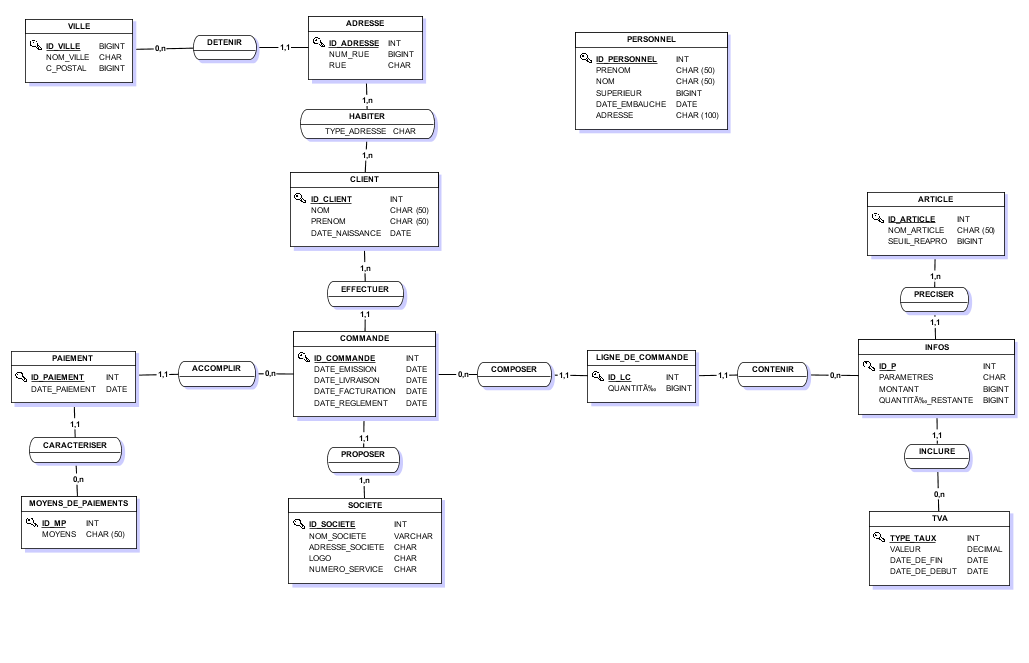 VILLE
ID_VILLE BIGINT
NOM_VILLE CHAR
C_POSTAL BIGINT
0,n
DETENIR
1,1
ADRESSE
ID_ADRESSE INT
NUM_RUE BIGINT
RUE CHAR
PERSONNEL
ID_PERSONNEL INT
PRENOM CHAR (50)
NOM CHAR (50)
SUPERIEUR BIGINT
DATE_EMBAUCHE DATE
ADRESSE CHAR (100)
1,n
HABITER
TYPE_ADRESSE CHAR
1,n
CLIENT
ID_CLIENT INT
NOM CHAR (50)
PRENOM CHAR (50)
DATE_NAISSANCE DATE
1,n
EFFECTUER
1,1
ARTICLE
ID_ARTICLE INT
NOM_ARTICLE CHAR (50)
SEUIL_REAPRO BIGINT
1,n
PRECISER
1,1
PAIEMENT
ID_PAIEMENT INT
DATE_PAIEMENT DATE
1,1
ACCOMPLIR
0,n
COMMANDE
ID_COMMANDE INT
DATE_EMISSION DATE
DATE_LIVRAISON DATE
DATE_FACTURATION DATE
DATE_REGLEMENT DATE
0,n
COMPOSER
1,1
LIGNE_DE_COMMANDE
ID_LC INT
QUANTITÃ‰ BIGINT
1,1
CONTENIR
0,n
INFOS
ID_P INT
PARAMETRES CHAR
MONTANT BIGINT
QUANTITÃ‰_RESTANTE BIGINT
1,1
CARACTERISER
0,n
MOYENS_DE_PAIEMENTS
ID_MP INT
MOYENS CHAR (50)
1,1
PROPOSER
1,n
SOCIETE
ID_SOCIETE INT
NOM_SOCIETE VARCHAR
ADRESSE_SOCIETE CHAR
LOGO CHAR
NUMERO_SERVICE CHAR
1,1
INCLURE
0,n
TVA
TYPE_TAUX INT
VALEUR DECIMAL
DATE_DE_FIN DATE
DATE_DE_DEBUT DATE